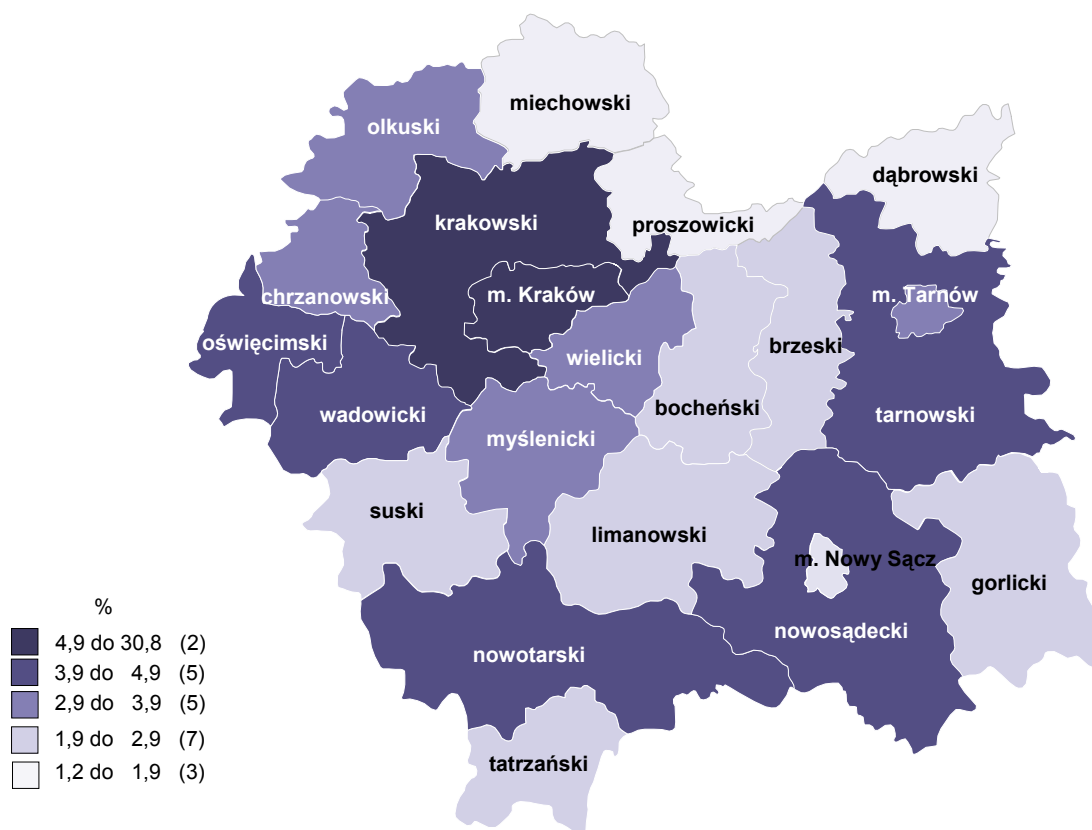 miechowski
olkuski
dąbrowski
krakowski
proszowicki
m. Kraków
m. Tarnów
chrzanowski
oświęcimski
wielicki
brzeski
bocheński
wadowicki
tarnowski
myślenicki
suski
limanowski
m. Nowy Sącz
gorlicki
nowosądecki
nowotarski
tatrzański
%
4,9 do 30,8 (2)
3,9 do 4,9 (5)
2,9 do 3,9 (5)
1,9 do 2,9 (7)
1,2 do 1,9 (3)